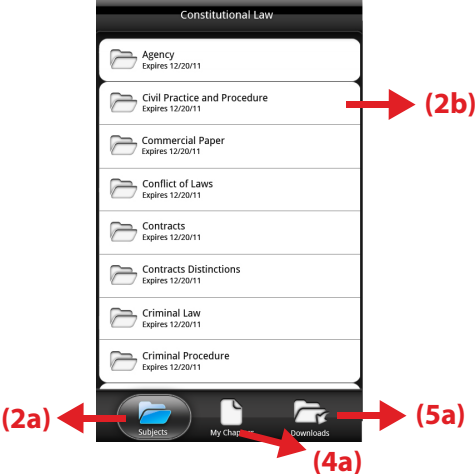 Constitutional Law
Agency
Expires 12/20/11
Civil Practice and Procedure
Expires 12/20/11
(2b)
Commercial Paper
Expires 12/20/11
Conflict of Laws
Expires 12/20/11
Contracts
Expires 12/20/11
Contracts Distinctions
Expires 12/20/11
Criminal Law
Expires 12/20/11
Criminal Procedure
Expires 12/20/11
(2a)
(5a)
Subjects
My
Downloads
(4a)